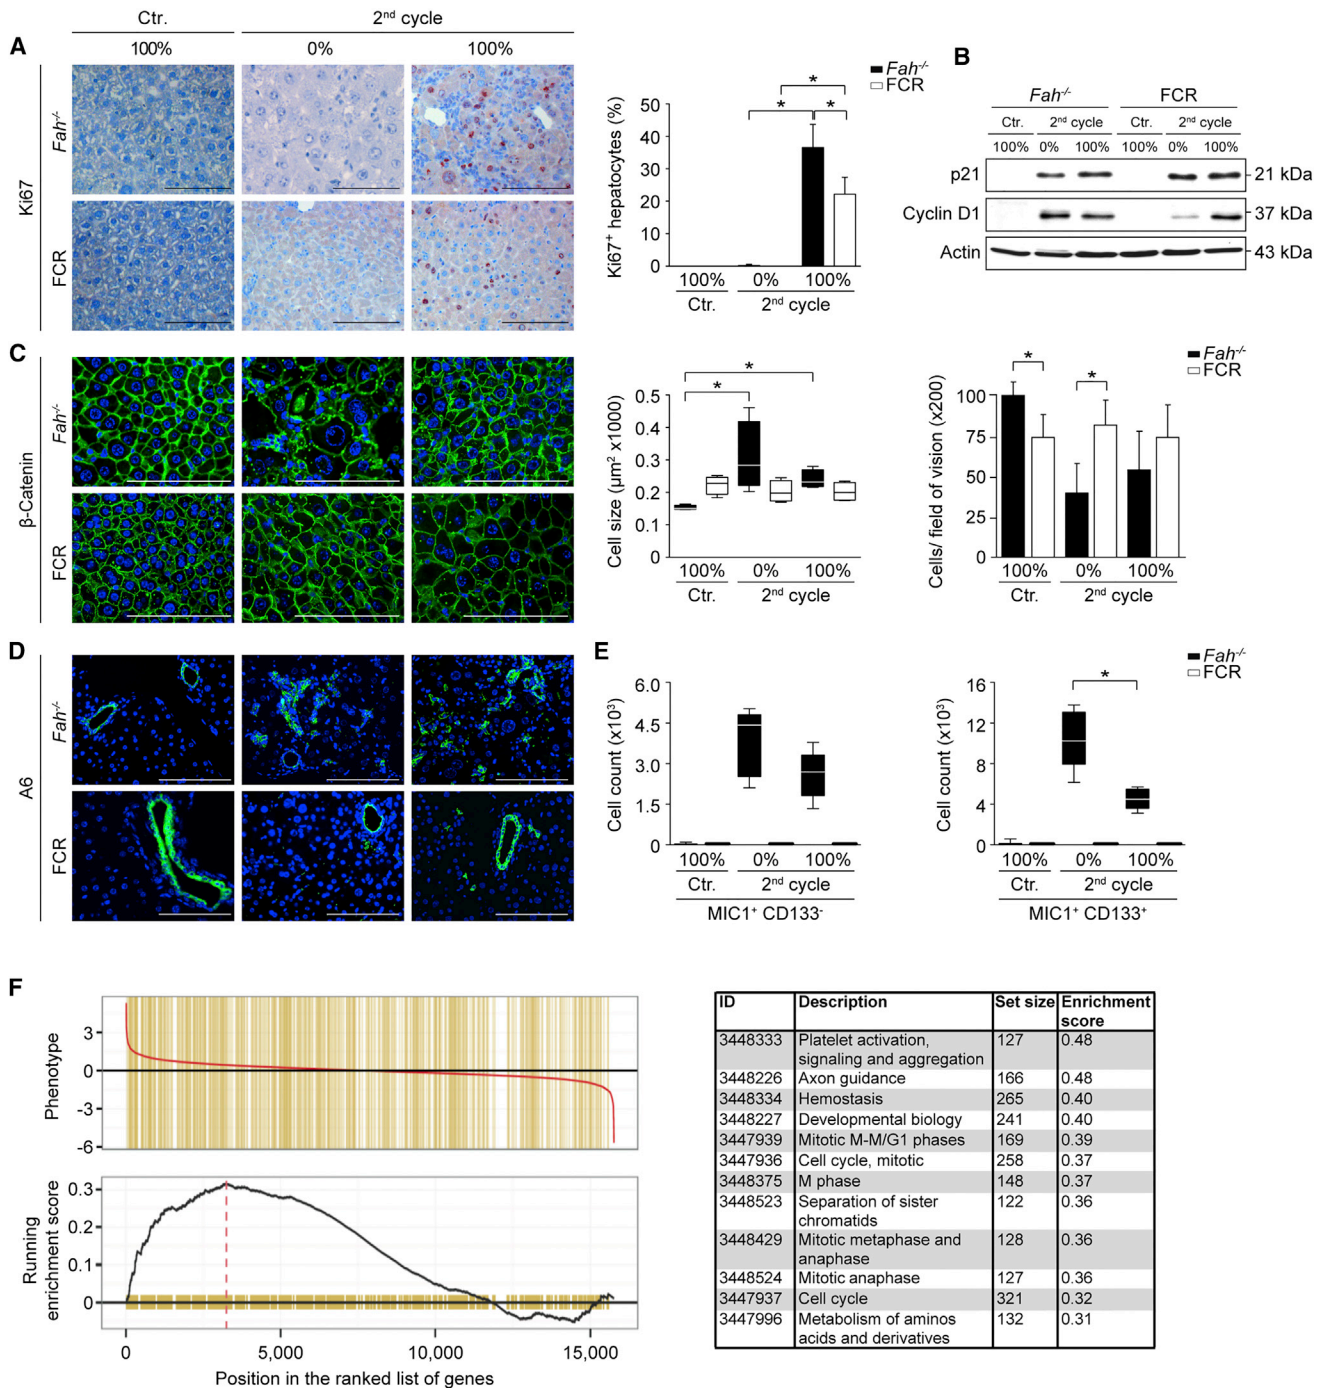 Ctr.
2nd cycle
100%
0%
100%
A
Ki67
Fah-/-
FCR
Ki67+ hepatocytes (%)
50
40
30
20
10
0
*
*
*
100%
0%
100%
Ctr.
2nd cycle
Fah-/-
FCR
B
Fah-/-
FCR
Ctr.
2nd cycle
Ctr.
2nd cycle
100%
0%
100%
100%
0%
100%
p21
21 kDa
Cyclin D1
37 kDa
Actin
43 kDa
C
β-Catenin
Fah-/-
FCR
Cell size (µm² x1000)
0.5
0.4
0.3
0.2
0.1
0
*
*
100%
0%
100%
Ctr.
2nd cycle
Cells/ field of vision (x200)
100
75
50
25
0
*
*
100%
0%
100%
Ctr.
2nd cycle
Fah-/-
FCR
D
A6
Fah-/-
FCR
E
Cell count (x10³)
6.0
4.5
3.0
1.5
0
100%
0%
100%
Ctr.
2nd cycle
MIC1+ CD133-
Cell count (x10³)
16
12
8
4
0
*
100%
0%
100%
Ctr.
2nd cycle
MIC1+ CD133+
Fah-/-
FCR
F
Phenotype
3
0
-3
-6
Running
enrichment score
0.3
0.2
0.1
0
0
5,000
10,000
15,000
Position in the ranked list of genes
ID Description Set size Enrichment
score
3448333 Platelet activation, 127 0.48
signaling and aggregation
3448226 Axon guidance 166 0.48
3448334 Hemostasis 265 0.40
3448227 Developmental biology 241 0.40
3447939 Mitotic M-M/G1 phases 169 0.39
3447936 Cell cycle, mitotic 258 0.37
3448375 M phase 148 0.37
3448523 Separation of sister 122 0.36
chromatids
3448429 Mitotic metaphase and 128 0.36
anaphase
3448524 Mitotic anaphase 127 0.36
3447937 Cell cycle 321 0.32
3447996 Metabolism of aminos 132 0.31
acids and derivatives